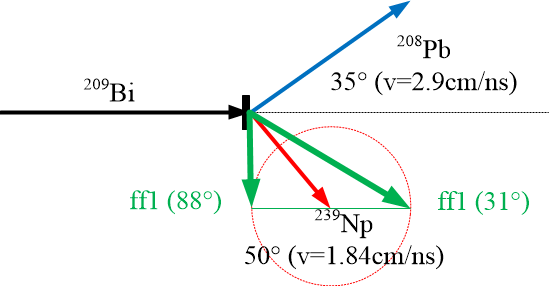 ²⁰⁸Pb
35° (v=2.9cm/ns)
²⁰⁹Bi
ff1 (88°)
ff1 (31°)
²³⁹Np
50° (v=1.84cm/ns)